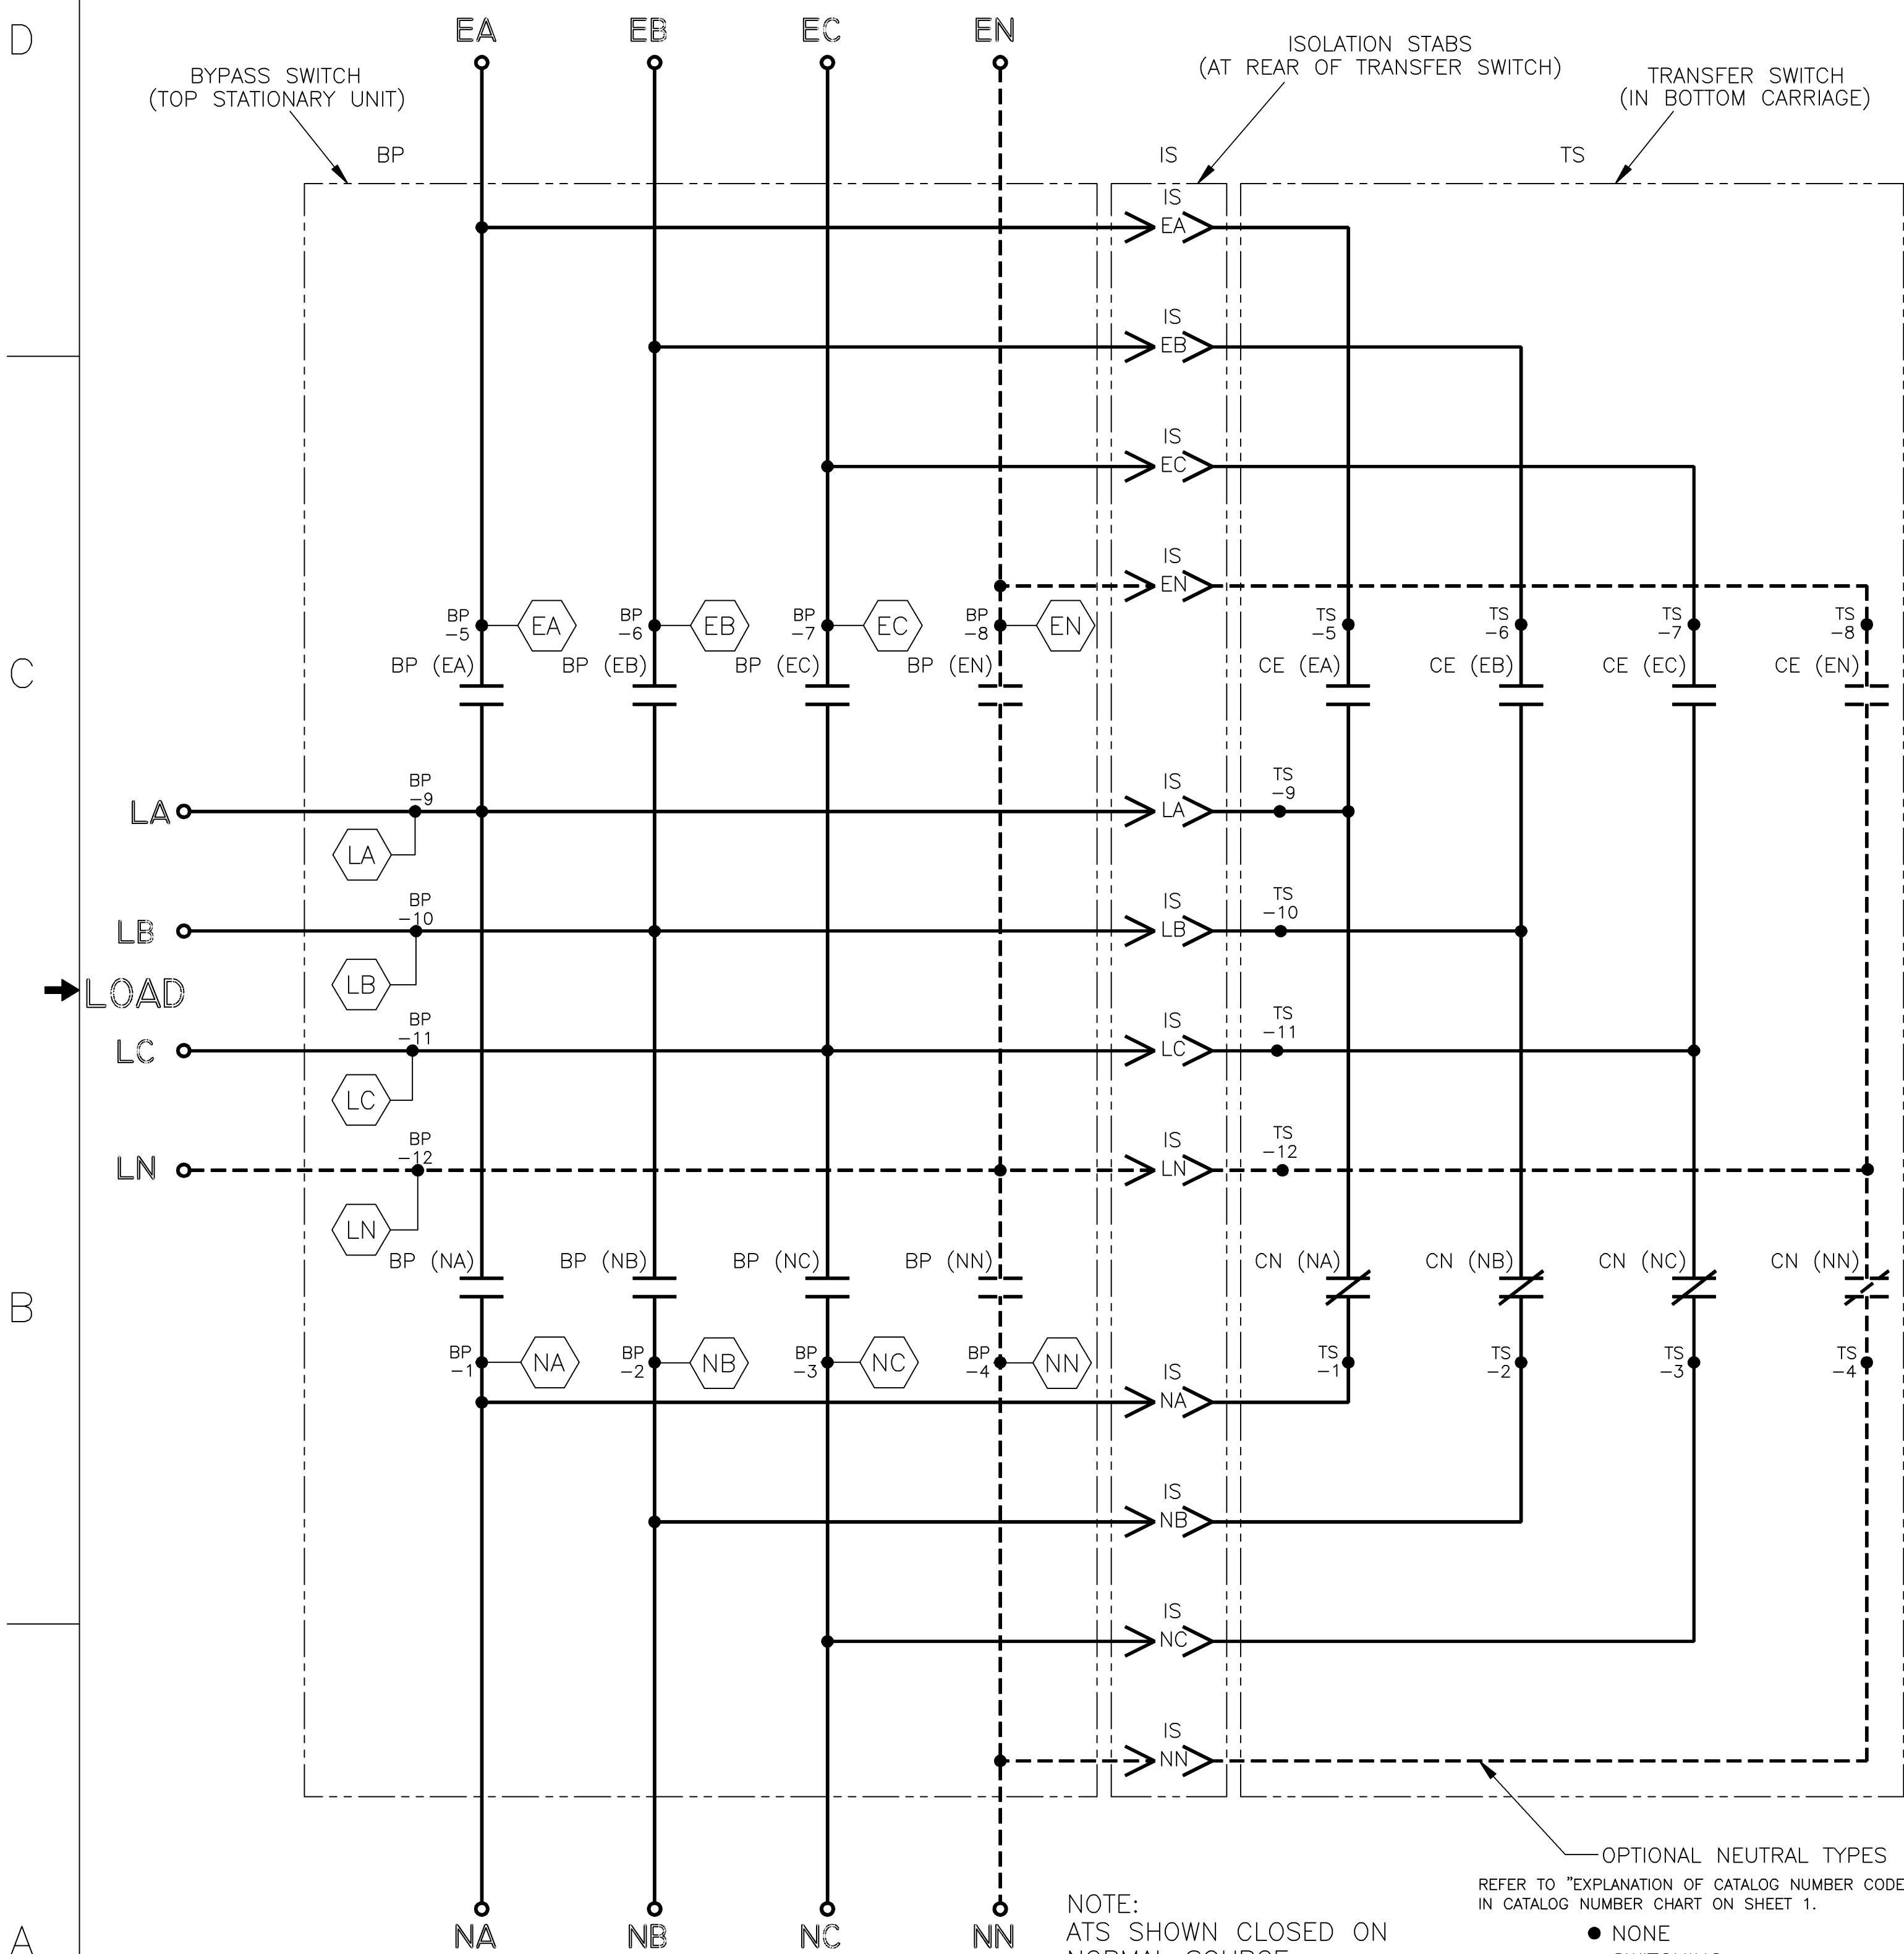 D
EA
EB
EC
EN
BYPASS SWITCH
(TOP STATIONARY UNIT)
ISOLATION STABS
(AT REAR OF TRANSFER SWITCH)
TRANSFER SWITCH
(IN BOTTOM CARRIAGE)
BP
IS
TS
IS
EA
IS
EB
IS
EC
IS
EN
BP
-5
EA
BP
-6
EB
BP
-7
EC
BP
-8
EN
TS
-5
TS
-6
TS
-7
TS
-8
C
BP (EA)
BP (EB)
BP (EC)
BP (EN)
CE (EA)
CE (EB)
CE (EC)
CE (EN)
LA
BP
-9
LA
IS
LA
TS
-9
LB
BP
-10
LB
IS
LB
TS
-10
LOAD
LC
BP
-11
LC
IS
LC
TS
-11
LN
BP
-12
LN
IS
LN
TS
-12
B
BP (NA)
BP (NB)
BP (NC)
BP (NN)
CN (NA)
CN (NB)
CN (NC)
CN (NN)
BP
-1
NA
BP
-2
NB
BP
-3
NC
BP
-4
NN
TS
-1
TS
-2
TS
-3
TS
-4
IS
NA
IS
NB
IS
NC
IS
NN
OPTIONAL NEUTRAL TYPES
REFER TO "EXPLANATION OF CATALOG NUMBER CODE
IN CATALOG NUMBER CHART ON SHEET 1.
● NONE
A
NA
NB
NC
NN
NOTE:
ATS SHOWN CLOSED ON
NORMAL SOURCE